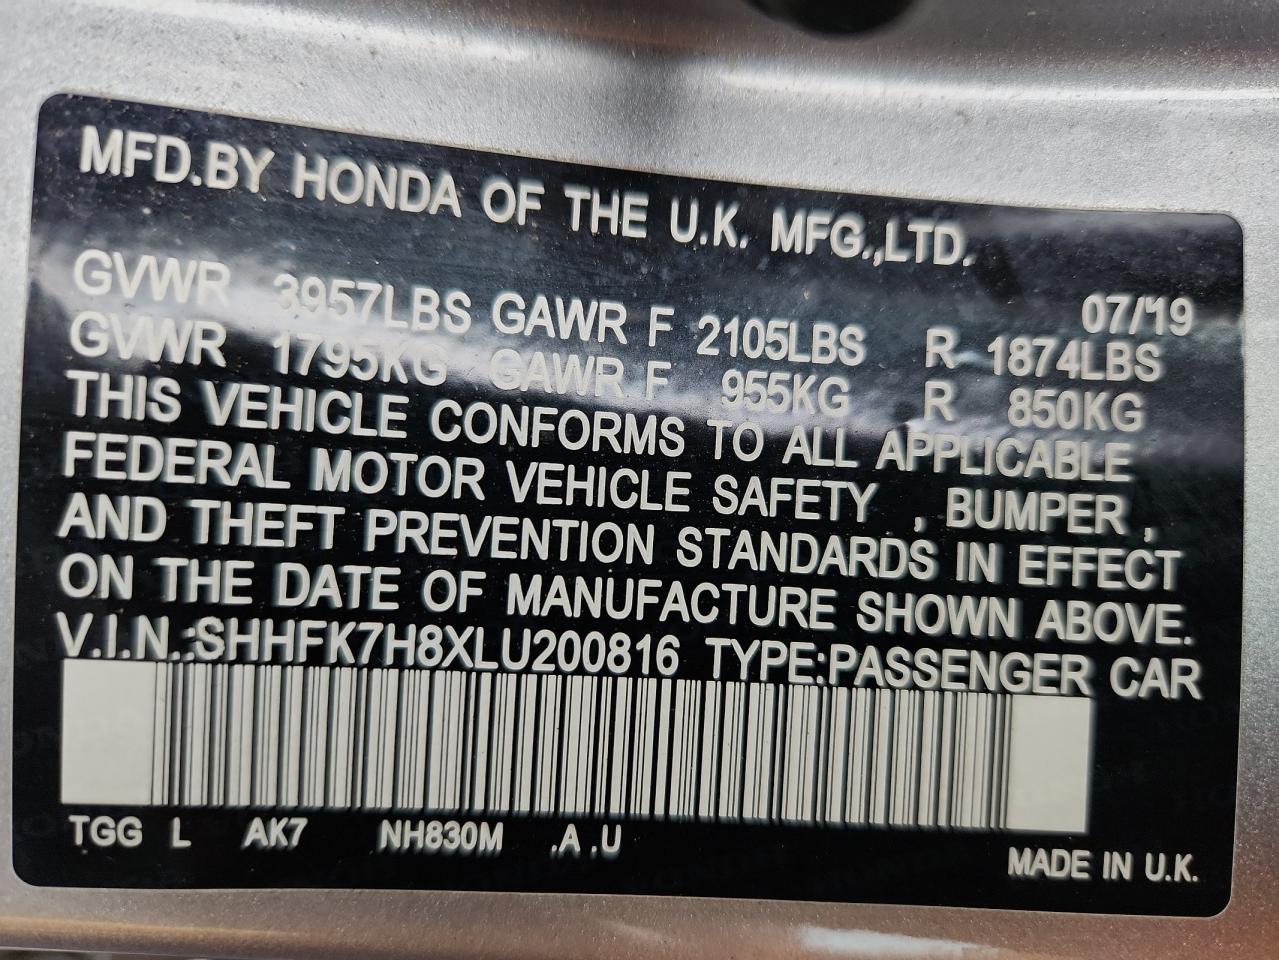 MFD.BY HONDA OF THE U.K. MFG.,LTD.
07/'19
GVWR 3957LBS GAWR F 2105LBS R 1874LBS
GVWR 1795KG GAWR F 955KG R 850KG
THIS VEHICLE CONFORMS TO ALL APPLICABLE
FEDERAL MOTOR VEHICLE SAFETY , BUMPER ,
AND THEFT PREVENTION STANDARDS IN EFFECT
ON THE DATE OF MANUFACTURE SHOWN ABOVE.
V.I.N.:SHHFK7H8XLU200816 TYPE:PASSENGER CAR
TGG L AK7 NH830M .A .U
MADE IN U.K.